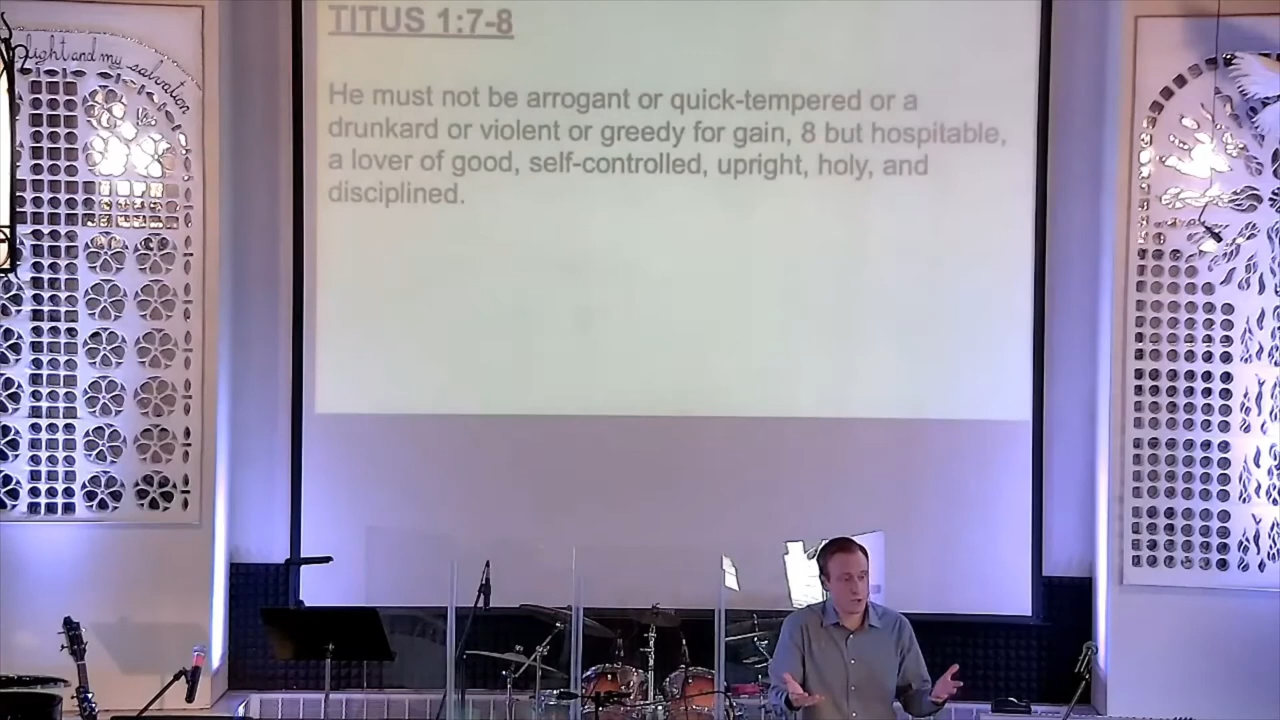 light and my salvation
TITUS 1:7-8
He must not be arrogant or quick-tempered or a
drunkard or violent or greedy for gain, 8 but hospitable,
a lover of good, self-controlled, upright, holy, and
disciplined.